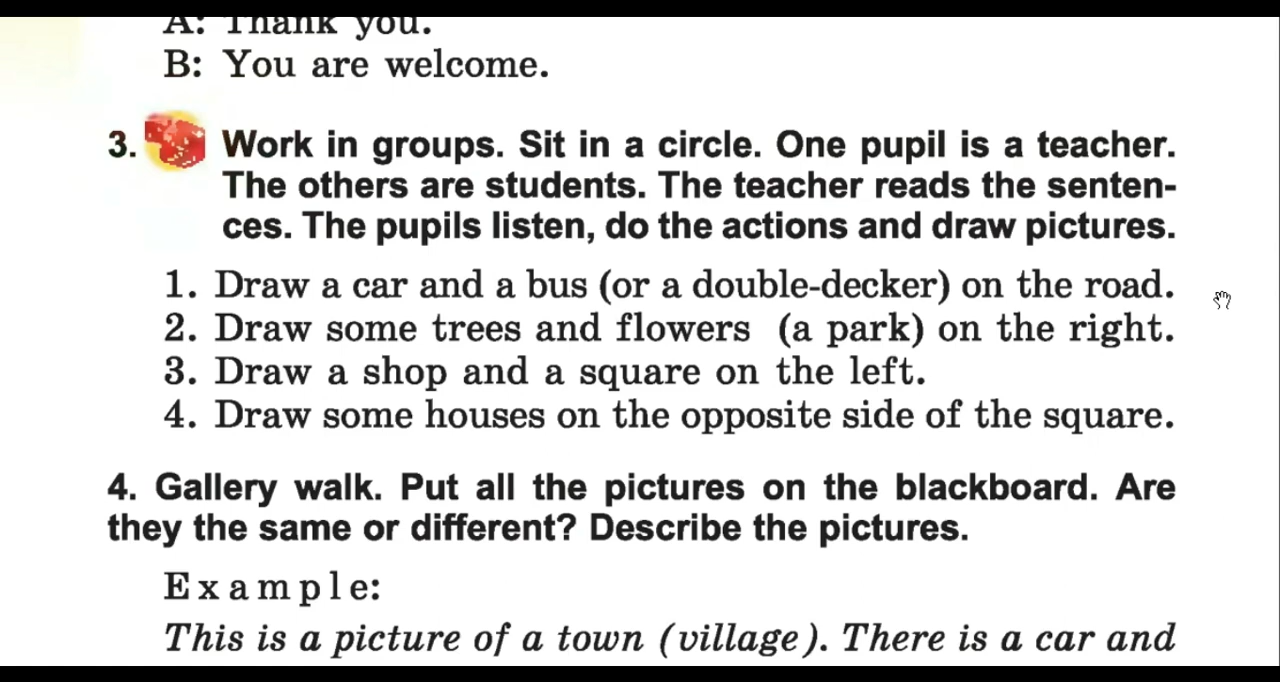 A: Thank you.
B: You are welcome.
3. Work in groups. Sit in a circle. One pupil is a teacher.
The others are students. The teacher reads the senten-
ces. The pupils listen, do the actions and draw pictures.
1. Draw a car and a bus (or a double-decker) on the road.
2. Draw some trees and flowers (a park) on the right.
3. Draw a shop and a square on the left.
4. Draw some houses on the opposite side of the square.
4. Gallery walk. Put all the pictures on the blackboard. Are
they the same or different? Describe the pictures.
Example:
This is a picture of a town (village). There is a car and